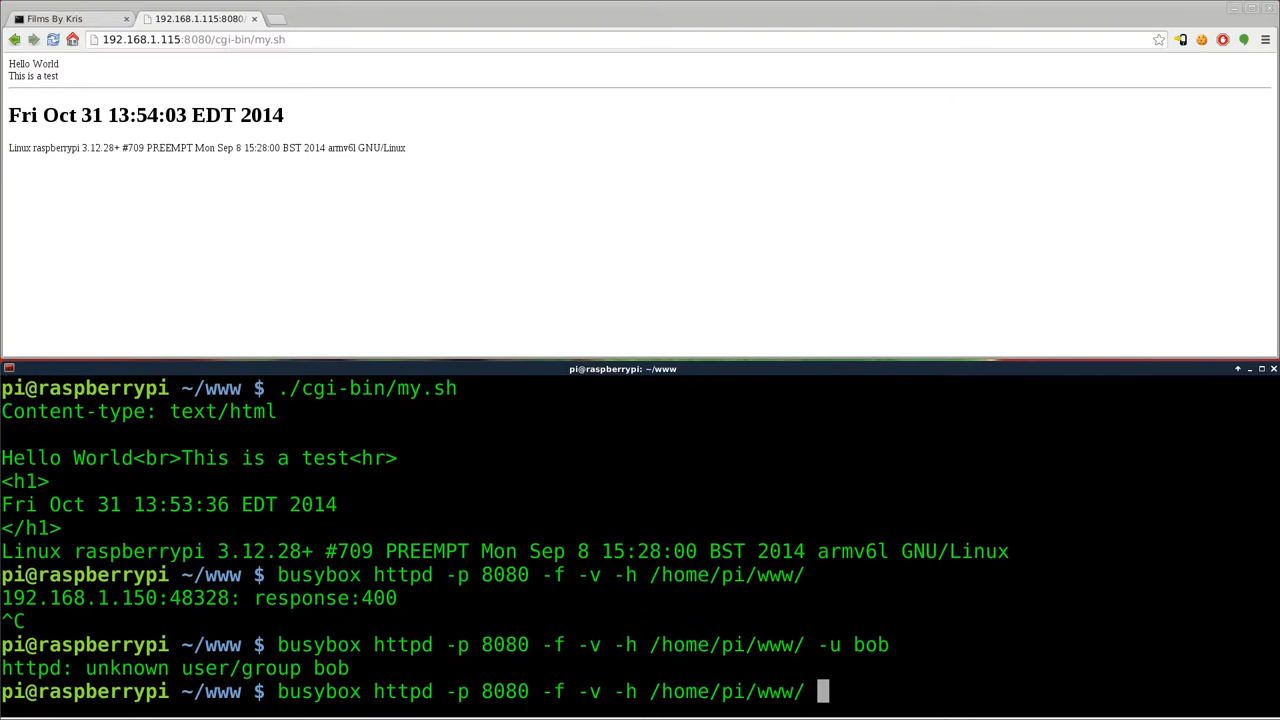 Films By Kris
192.168.1.115:8080/
192.168.1.115:8080/cgi-bin/my.sh
Hello World
This is a test
Fri Oct 31 13:54:03 EDT 2014
Linux raspberrypi 3.12.28+ #709 PREEMPT Mon Sep 8 15:28:00 BST 2014 armv6l GNU/Linux
pi@raspberrypi: ~/www
pi@raspberrypi ~/www $ ./cgi-bin/my.sh
Content-type: text/html
Hello World<br>This is a test<hr>
<h1>
Fri Oct 31 13:53:36 EDT 2014
</h1>
Linux raspberrypi 3.12.28+ #709 PREEMPT Mon Sep 8 15:28:00 BST 2014 armv6l GNU/Linux
pi@raspberrypi ~/www $ busybox httpd -p 8080 -f -v -h /home/pi/www/
192.168.1.150:48328: response:400
^C
pi@raspberrypi ~/www $ busybox httpd -p 8080 -f -v -h /home/pi/www/ -u bob
httpd: unknown user/group bob
pi@raspberrypi ~/www $ busybox httpd -p 8080 -f -v -h /home/pi/www/